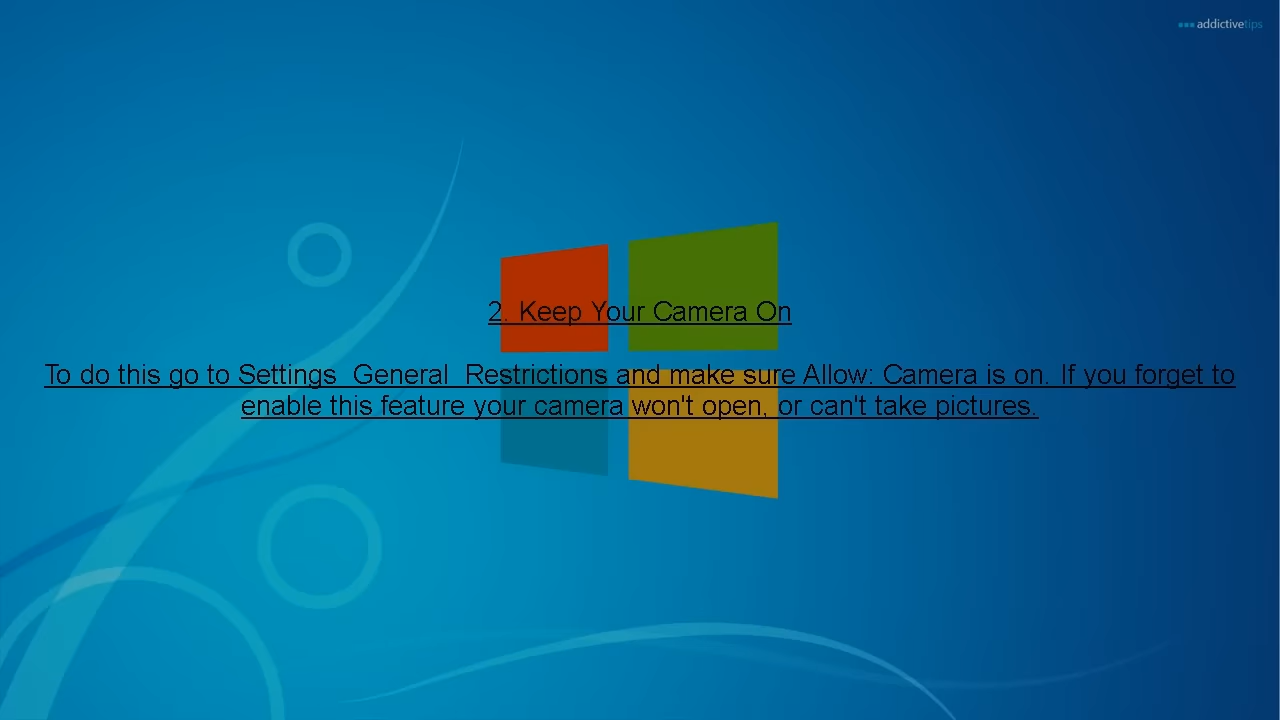 addictivetips
2. Keep Your Camera On
To do this go to Settings  General  Restrictions and make sure Allow: Camera is on. If you forget to
enable this feature your camera won't open, or can't take pictures.